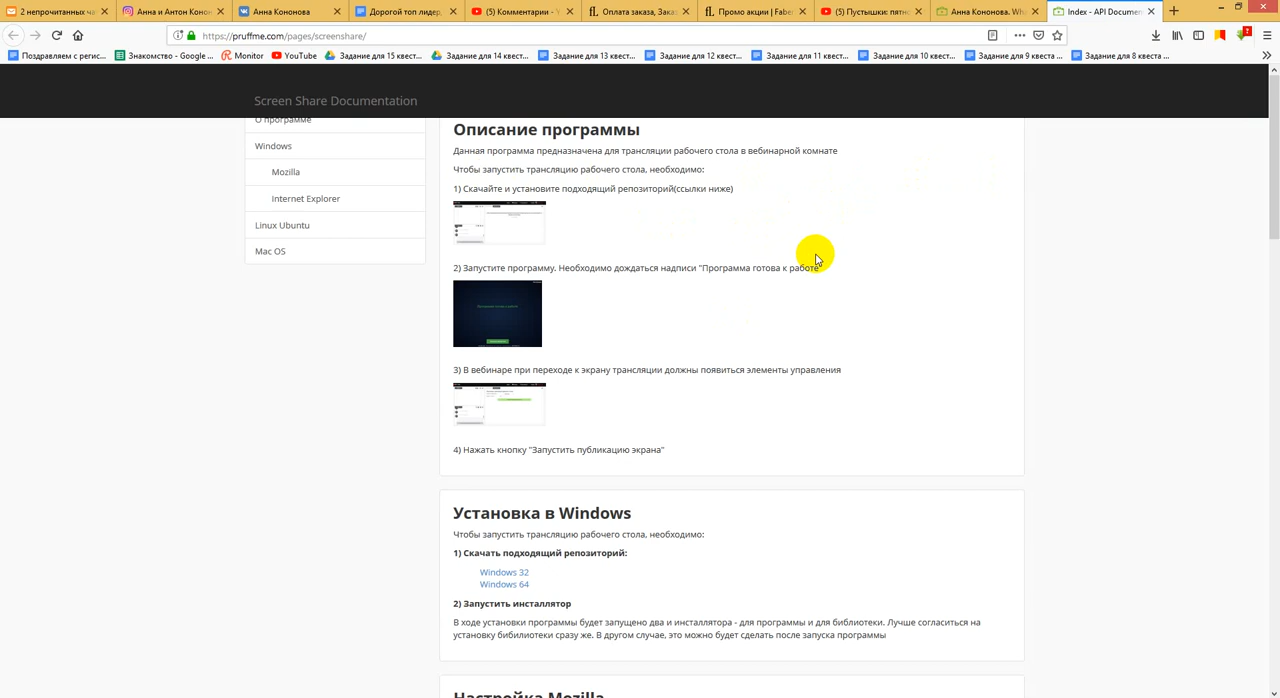 2 непрочитанных ча
Анна и Антон Конон
Анна Кононова
Дорогой топ лидер,
(5) Комментарии - Y
Оплата заказа, Зака
Промо акции | Fabe
(5) Пустышки: пятно
Анна Кононова. Wh
Index - API Documen
https://pruffme.com/pages/screenshare/
Поздравляем с регис...
Знакомство - Google ...
Monitor
YouTube
Задание для 15 квест...
Задание для 14 квест...
Задание для 13 квест...
Задание для 12 квест...
Задание для 11 квест...
Задание для 10 квест...
Задание для 9 квеста ...
Задание для 8 квеста ...
Screen Share Documentation
О программе
Windows
Mozilla
Internet Explorer
Linux Ubuntu
Mac OS
Описание программы
Данная программа предназначена для трансляции рабочего стола в вебинарной комнате
Чтобы запустить трансляцию рабочего стола, необходимо:
1) Скачайте и установите подходящий репозиторий(ссылки ниже)
2) Запустите программу. Необходимо дождаться надписи "Программа готова к работе"
3) В вебинаре при переходе к экрану трансляции должны появиться элементы управления
4) Нажать кнопку "Запустить публикацию экрана"
Установка в Windows
Чтобы запустить трансляцию рабочего стола, необходимо:
1) Скачать подходящий репозиторий:
Windows 32
Windows 64
2) Запустить инсталлятор
В ходе установки программы будет запущено два и инсталлятора - для программы и для библиотеки. Лучше согласиться на
установку бибилиотеки сразу же. В другом случае, это можно будет сделать после запуска программы
Настройка Mozilla